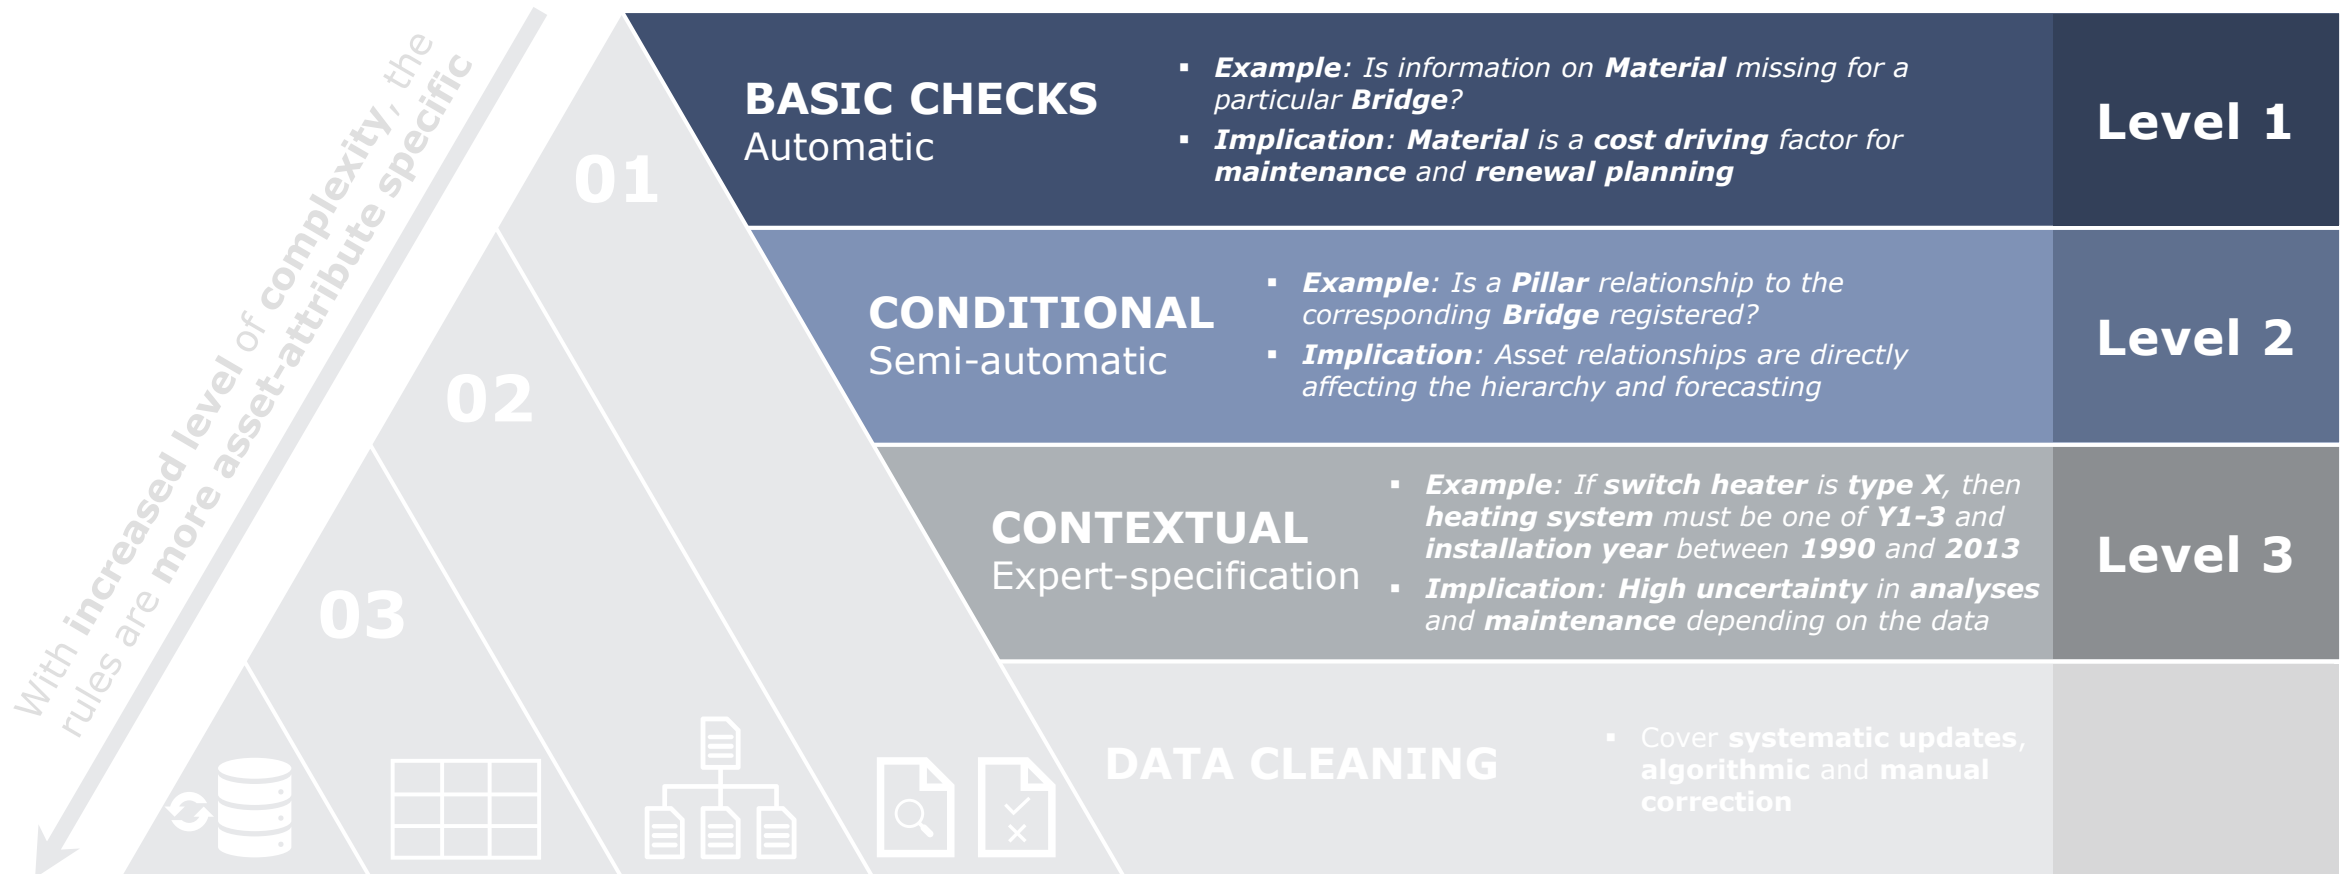 With increased level of complexity, the
rules are more asset-attribute specific
01
BASIC CHECKS
Automatic
▪ Example: Is information on Material missing for a
particular Bridge?
▪ Implication: Material is a cost driving factor for
maintenance and renewal planning
Level 1
02
CONDITIONAL
Semi-automatic
▪ Example: Is a Pillar relationship to the
corresponding Bridge registered?
▪ Implication: Asset relationships are directly
affecting the hierarchy and forecasting
Level 2
03
CONTEXTUAL
Expert-specification
▪ Example: If switch heater is type X, then
heating system must be one of Y1-3 and
installation year between 1990 and 2013
▪ Implication: High uncertainty in analyses
and maintenance depending on the data
Level 3
DATA CLEANING
▪ Cover systematic updates,
algorithmic and manual
correction